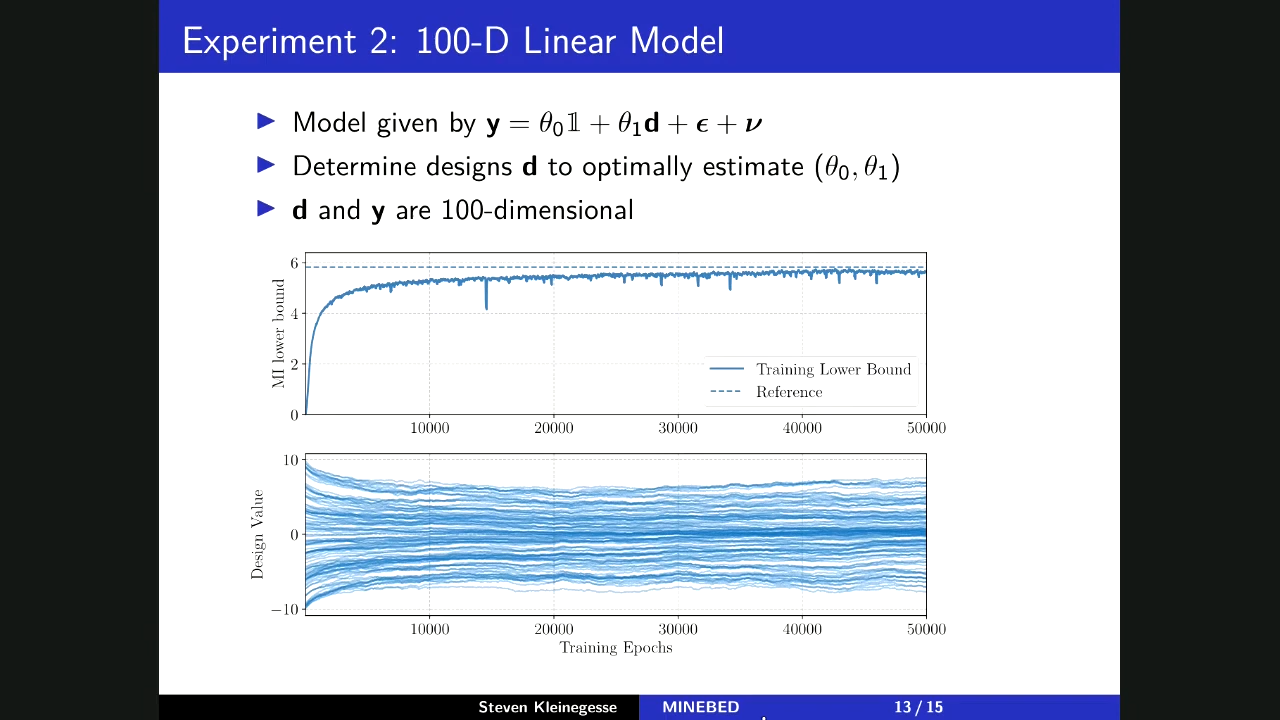 Experiment 2: 100-D Linear Model
▶ Model given by y = θ₀𝟙 + θ₁d + ϵ + ν
▶ Determine designs d to optimally estimate (θ₀, θ₁)
▶ d and y are 100-dimensional
MI lower bound
6
4
2
0
Training Lower Bound
Reference
10000 20000 30000 40000 50000
Design Value
10
0
−10
10000 20000 30000 40000 50000
Training Epochs
Steven Kleinegesse MINEBED 13 / 15